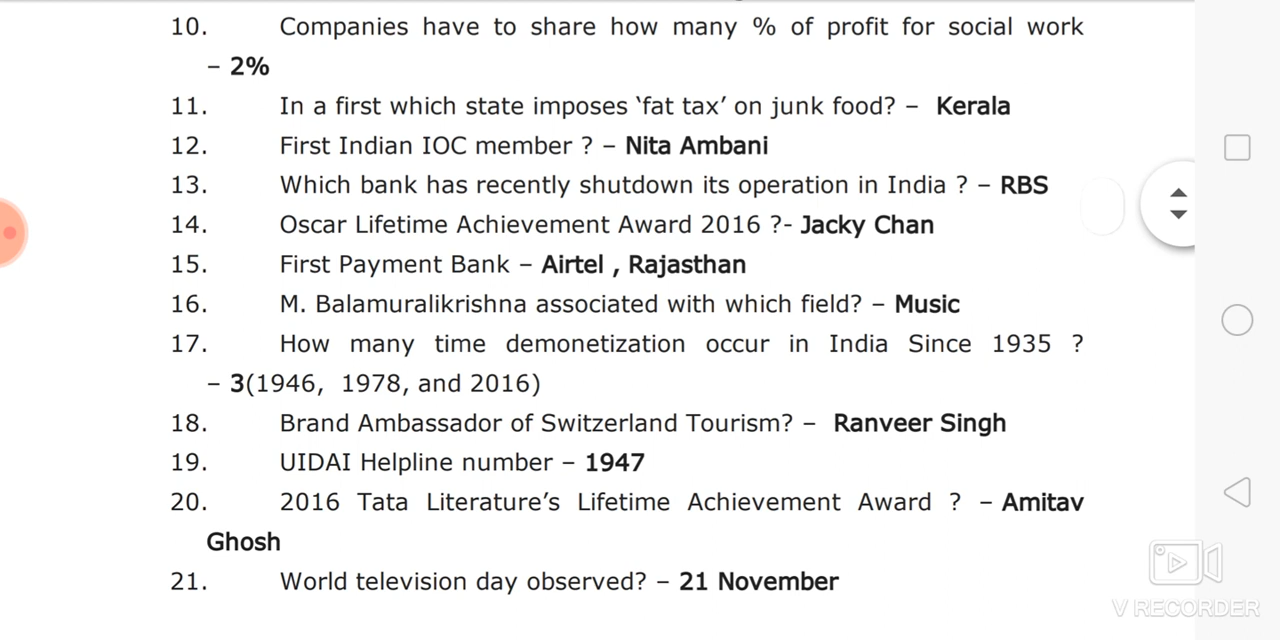 10. Companies have to share how many % of profit for social work
– 2%
11. In a first which state imposes ‘fat tax’ on junk food? – Kerala
12. First Indian IOC member ? – Nita Ambani
13. Which bank has recently shutdown its operation in India ? – RBS
14. Oscar Lifetime Achievement Award 2016 ?- Jacky Chan
15. First Payment Bank – Airtel , Rajasthan
16. M. Balamuralikrishna associated with which field? – Music
17. How many time demonetization occur in India Since 1935 ?
– 3(1946, 1978, and 2016)
18. Brand Ambassador of Switzerland Tourism? – Ranveer Singh
19. UIDAI Helpline number – 1947
20. 2016 Tata Literature’s Lifetime Achievement Award ? – Amitav
Ghosh
21. World television day observed? – 21 November
V RECORDER